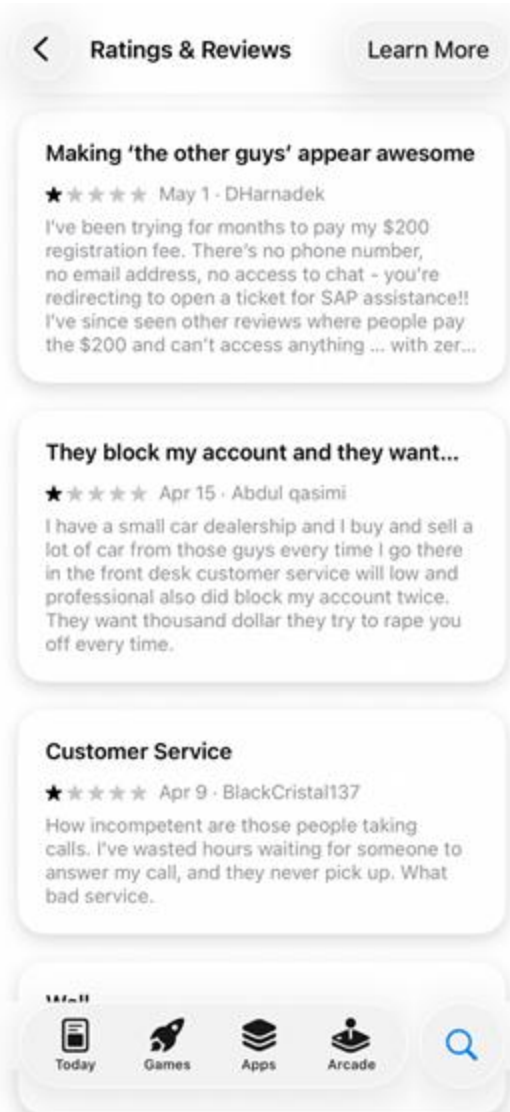 Ratings & Reviews
Learn More
Making ‘the other guys’ appear awesome
May 1 · DHarnadek
I've been trying for months to pay my $200
registration fee. There's no phone number,
no email address, no access to chat - you're
redirecting to open a ticket for SAP assistance!!
I've since seen other reviews where people pay
the $200 and can't access anything ... with zer...
They block my account and they want...
Apr 15 · Abdul qasimi
I have a small car dealership and I buy and sell a
lot of car from those guys every time I go there
in the front desk customer service will low and
professional also did block my account twice.
They want thousand dollar they try to rape you
off every time.
Customer Service
Apr 9 · BlackCristal137
How incompetent are those people taking
calls. I've wasted hours waiting for someone to
answer my call, and they never pick up. What
bad service.
Today
Games
Apps
Arcade